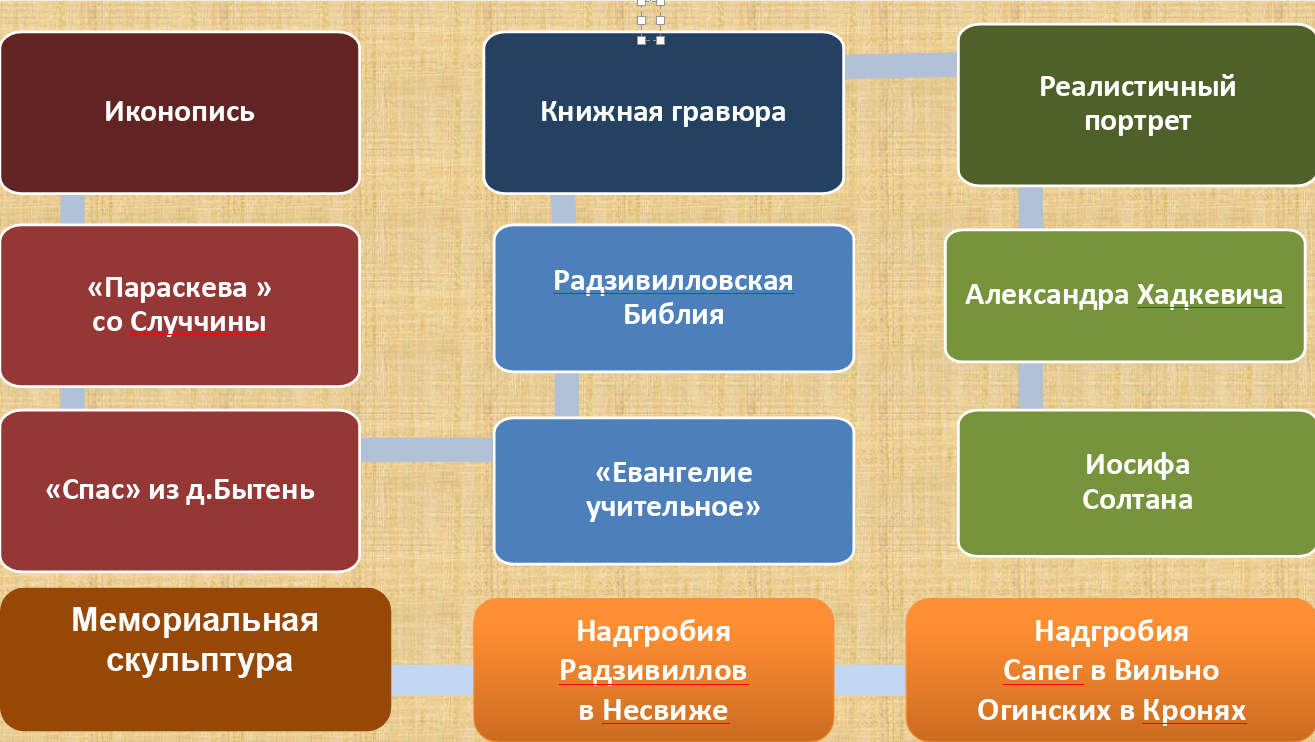 Иконопись
«Параскева »
со Случчины
«Спас» из д.Бытень
Книжная гравюра
Радзивилловская
Библия
«Евангелие
учительное»
Реалистичный
портрет
Александра Хадкевича
Иосифа
Солтана
Мемориальная
скульптура
Надгробия
Радзивиллов
в Несвиже
Надгробия
Сапег в Вильно
Огинских в Кронях